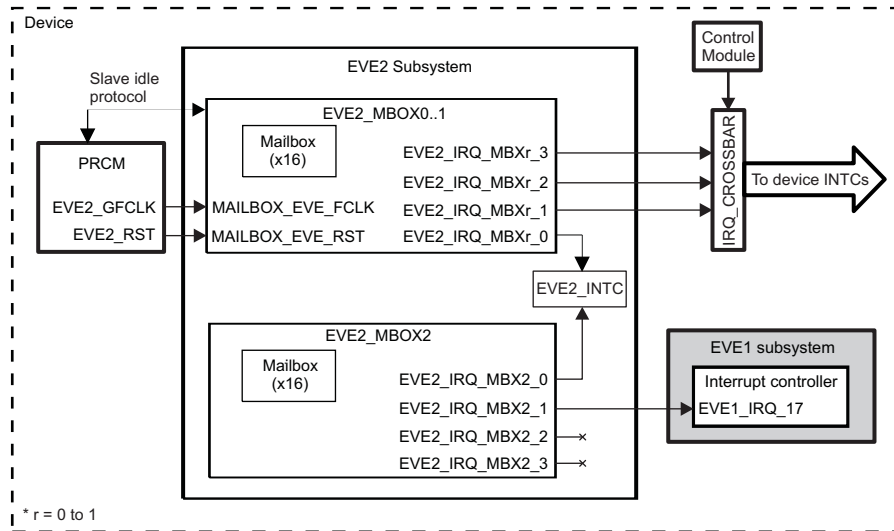 Device
Control
Module
EVE2 Subsystem
Slave idle
protocol
EVE2_MBOX0..1
Mailbox
(x16)
PRCM
EVE2_GFCLK
EVE2_RST
MAILBOX_EVE_FCLK
MAILBOX_EVE_RST
EVE2_IRQ_MBXr_3
EVE2_IRQ_MBXr_2
EVE2_IRQ_MBXr_1
EVE2_IRQ_MBXr_0
IRQ_CROSSBAR
To device INTCs
EVE2_INTC
EVE2_MBOX2
Mailbox
(x16)
EVE2_IRQ_MBX2_0
EVE2_IRQ_MBX2_1
EVE2_IRQ_MBX2_2
EVE2_IRQ_MBX2_3
EVE1 subsystem
Interrupt controller
EVE1_IRQ_17
* r = 0 to 1